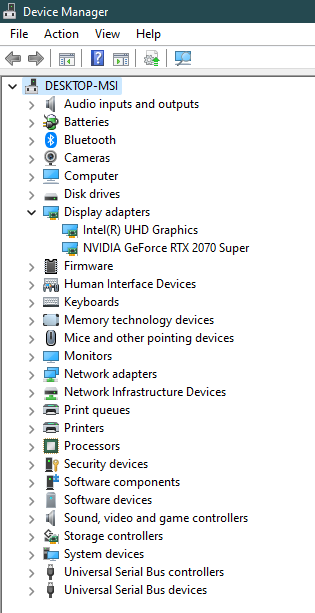 Device Manager
File Action View Help
DESKTOP-MSI
Audio inputs and outputs
Batteries
Bluetooth
Cameras
Computer
Disk drives
Display adapters
Intel(R) UHD Graphics
NVIDIA GeForce RTX 2070 Super
Firmware
Human Interface Devices
Keyboards
Memory technology devices
Mice and other pointing devices
Monitors
Network adapters
Network Infrastructure Devices
Print queues
Printers
Processors
Security devices
Software components
Software devices
Sound, video and game controllers
Storage controllers
System devices
Universal Serial Bus controllers
Universal Serial Bus devices